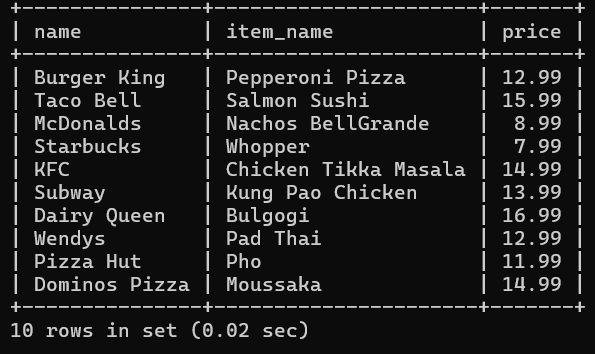 +---------------+----------------------+-------+
| name          | item_name            | price |
+---------------+----------------------+-------+
| Burger King   | Pepperoni Pizza      | 12.99 |
| Taco Bell     | Salmon Sushi         | 15.99 |
| McDonalds     | Nachos BellGrande    |  8.99 |
| Starbucks     | Whopper              |  7.99 |
| KFC           | Chicken Tikka Masala | 14.99 |
| Subway        | Kung Pao Chicken     | 13.99 |
| Dairy Queen   | Bulgogi              | 16.99 |
| Wendys        | Pad Thai             | 12.99 |
| Pizza Hut     | Pho                  | 11.99 |
| Dominos Pizza | Moussaka             | 14.99 |
+---------------+----------------------+-------+
10 rows in set (0.02 sec)